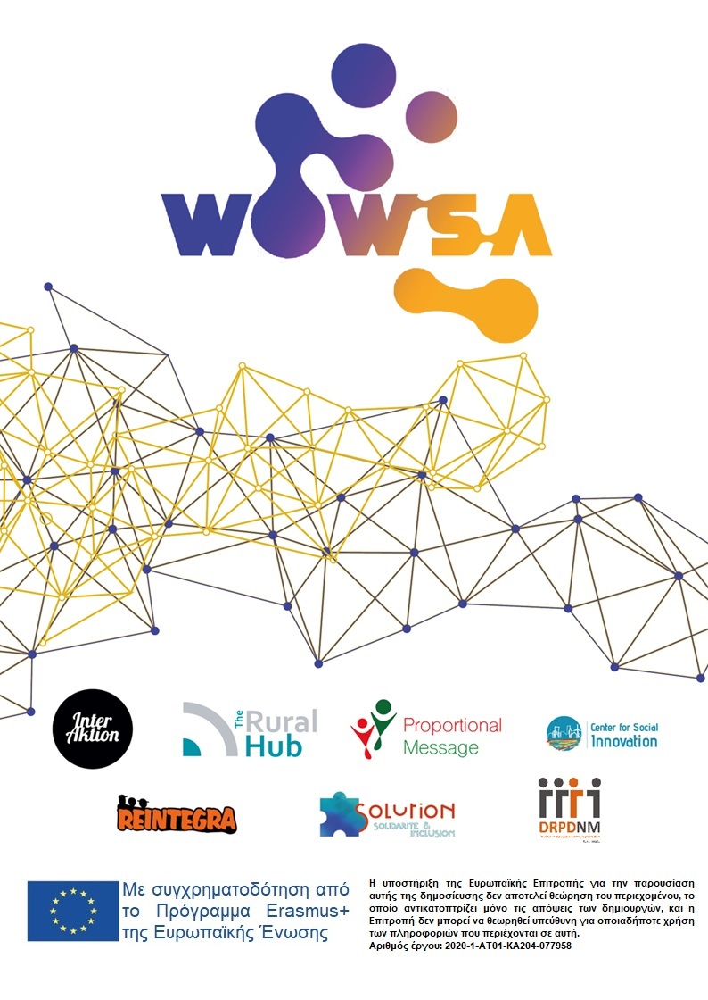 WOW'SA
Inter
Aktion
The
Rural
Hub
Proportional
Message
Center for Social
Innovation
REINTEGRA
SOLUTION
SOLIDARITE &
INCLUSION
DRPDNM
Με συγχρηματοδότηση από
το Πρόγραμμα Erasmus+
της Ευρωπαϊκής Ένωσης
Η υποστήριξη της Ευρωπαϊκής Επιτροπής για την παρουσίαση
αυτής της δημοσίευσης δεν αποτελεί θεώρηση του περιεχομένου, το
οποίο αντικατοπτρίζει μόνο τις απόψεις των δημιουργών, και η
Επιτροπή δεν μπορεί να θεωρηθεί υπεύθυνη για οποιαδήποτε χρήση
των πληροφοριών που περιέχονται σε αυτή.
Αριθμός έργου: 2020-1-AT01-KA204-077958